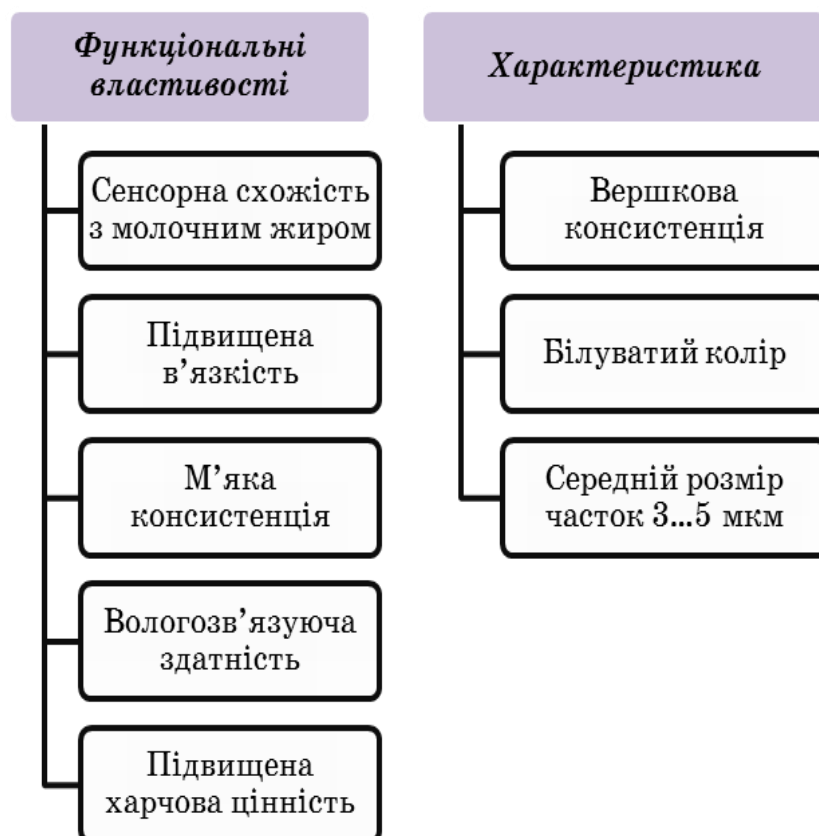 Функціональні
властивості
Сенсорна схожість
з молочним жиром
Підвищена
в’язкість
М’яка
консистенція
Вологозв’язуюча
здатність
Підвищена
харчова цінність
Характеристика
Вершкова
консистенція
Білуватий колір
Середній розмір
часток 3...5 мкм